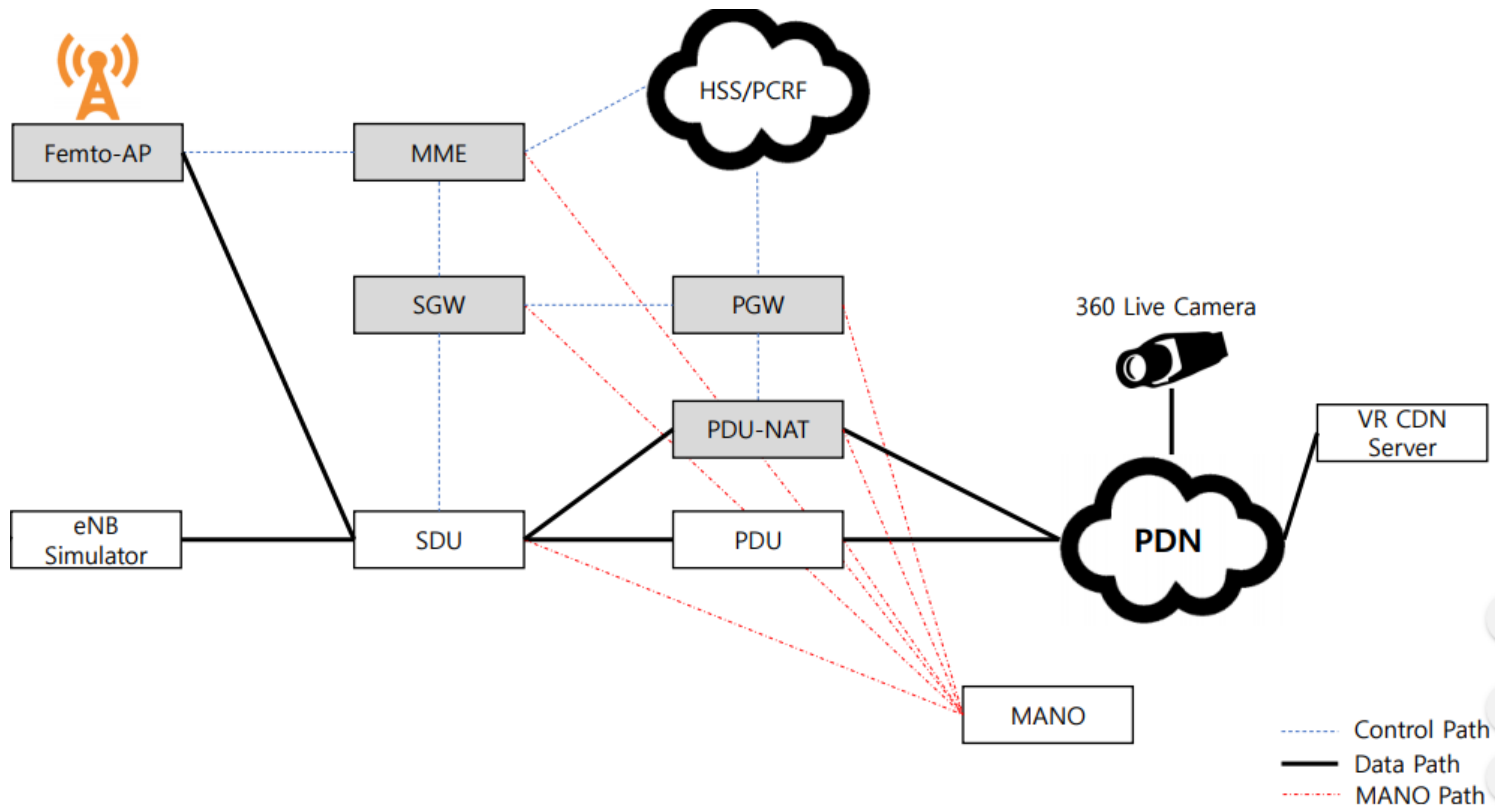 HSS/PCRF
Femto-AP
MME
SGW
PGW
360 Live Camera
PDU-NAT
VR CDN
Server
eNB
Simulator
SDU
PDU
PDN
MANO
Control Path
Data Path
MANO Path